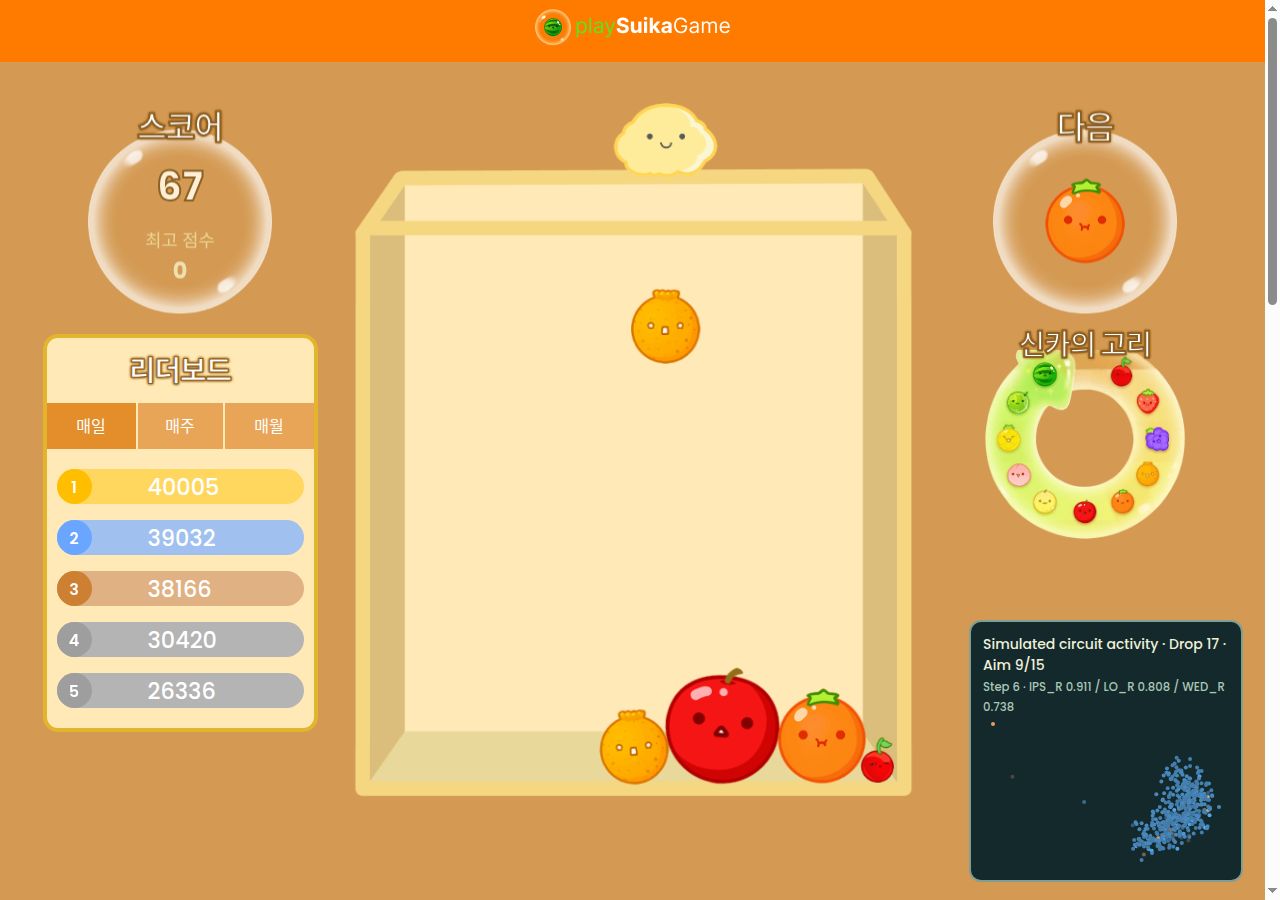 playSuikaGame
스코어
67
최고 점수
0
다음
리더보드
매일 매주 매월
1 40005
2 39032
3 38166
4 30420
5 26336
신카의 고리
Simulated circuit activity · Drop 17 ·
Aim 9/15
Step 6 · IPS_R 0.911 / LO_R 0.808 / WED_R
0.738